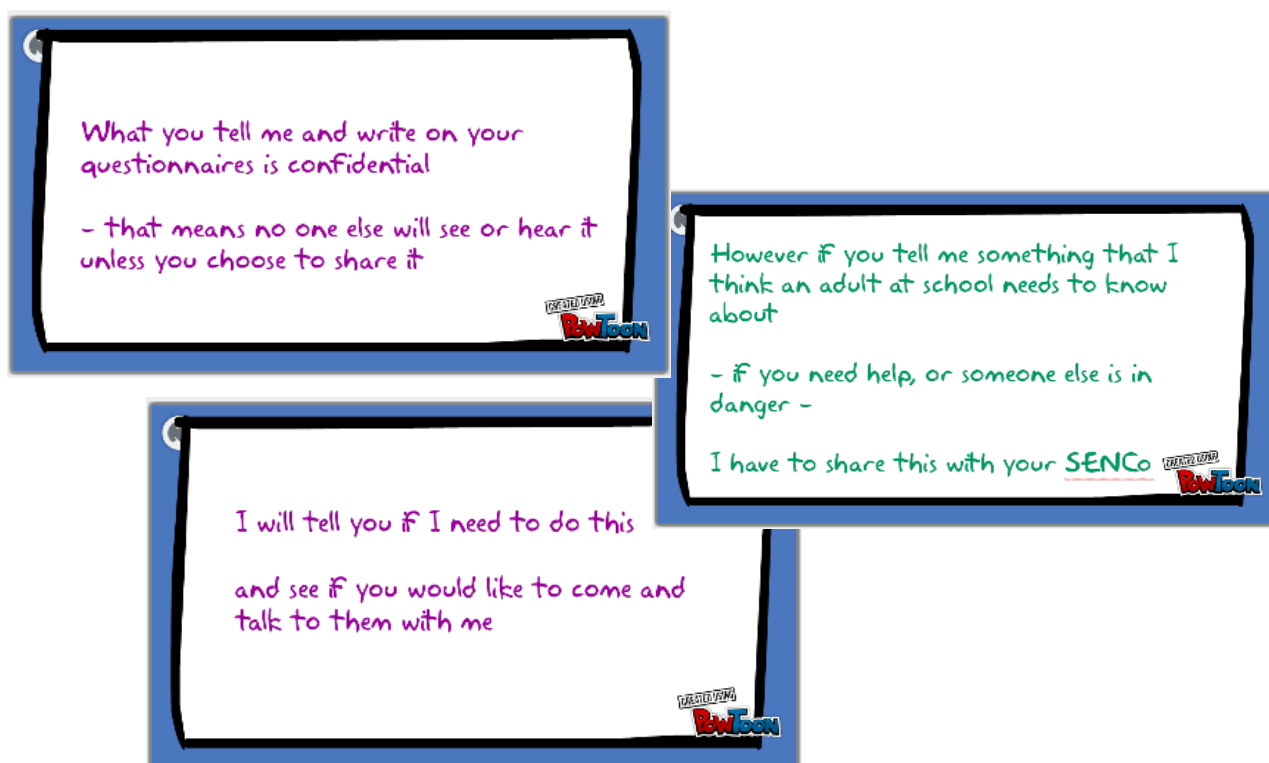 What you tell me and write on your
questionnaires is confidential
- that means no one else will see or hear it
unless you choose to share it
CREATED USING
POWTOON
However if you tell me something that I
think an adult at school needs to know
about
- if you need help, or someone else is in
danger -
I have to share this with your SENCo
CREATED USING
POWTOON
I will tell you if I need to do this
and see if you would like to come and
talk to them with me
CREATED USING
POWTOON